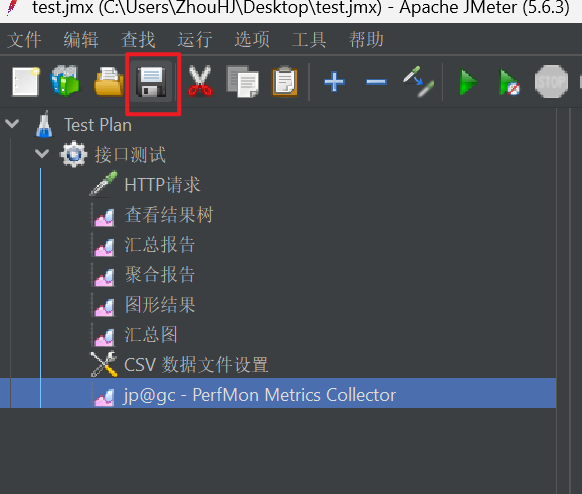 test.jmx (C:\Users\ZhouHJ\Desktop\test.jmx) - Apache JMeter (5.6.3)
文件 编辑 查找 运行 选项 工具 帮助
STOP
Test Plan
接口测试
HTTP请求
查看结果树
汇总报告
聚合报告
图形结果
汇总图
CSV 数据文件设置
jp@gc - PerfMon Metrics Collector